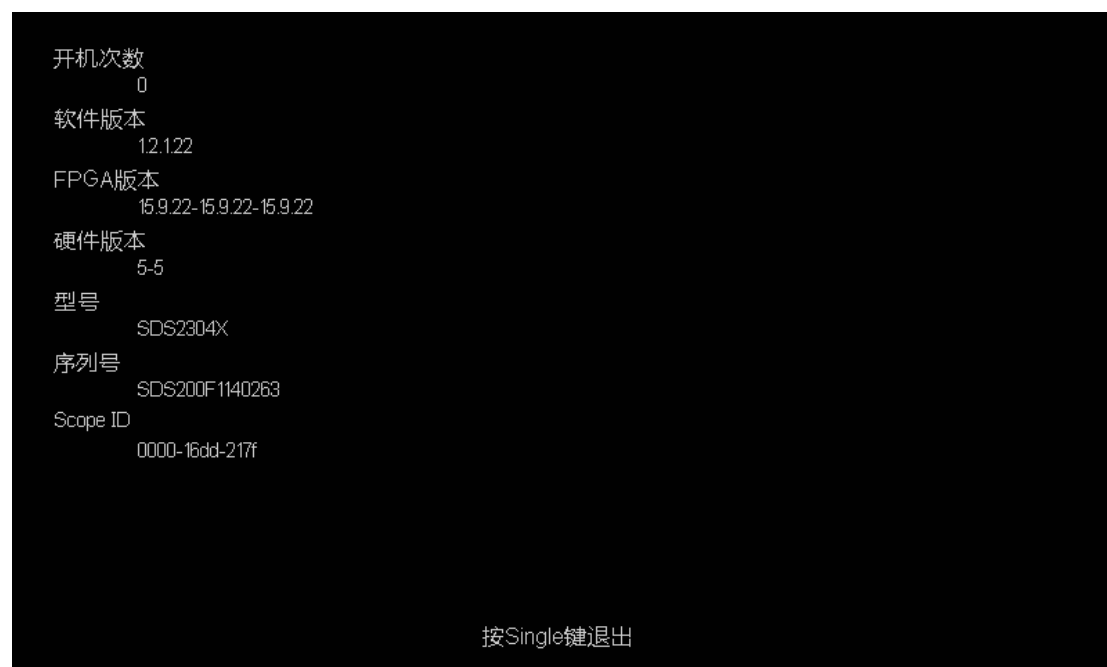 开机次数
0
软件版本
1.2.1.22
FPGA版本
15.9.22-15.9.22-15.9.22
硬件版本
5-5
型号
SDS2304X
序列号
SDS200F1140263
Scope ID
0000-16dd-217f
按Single键退出